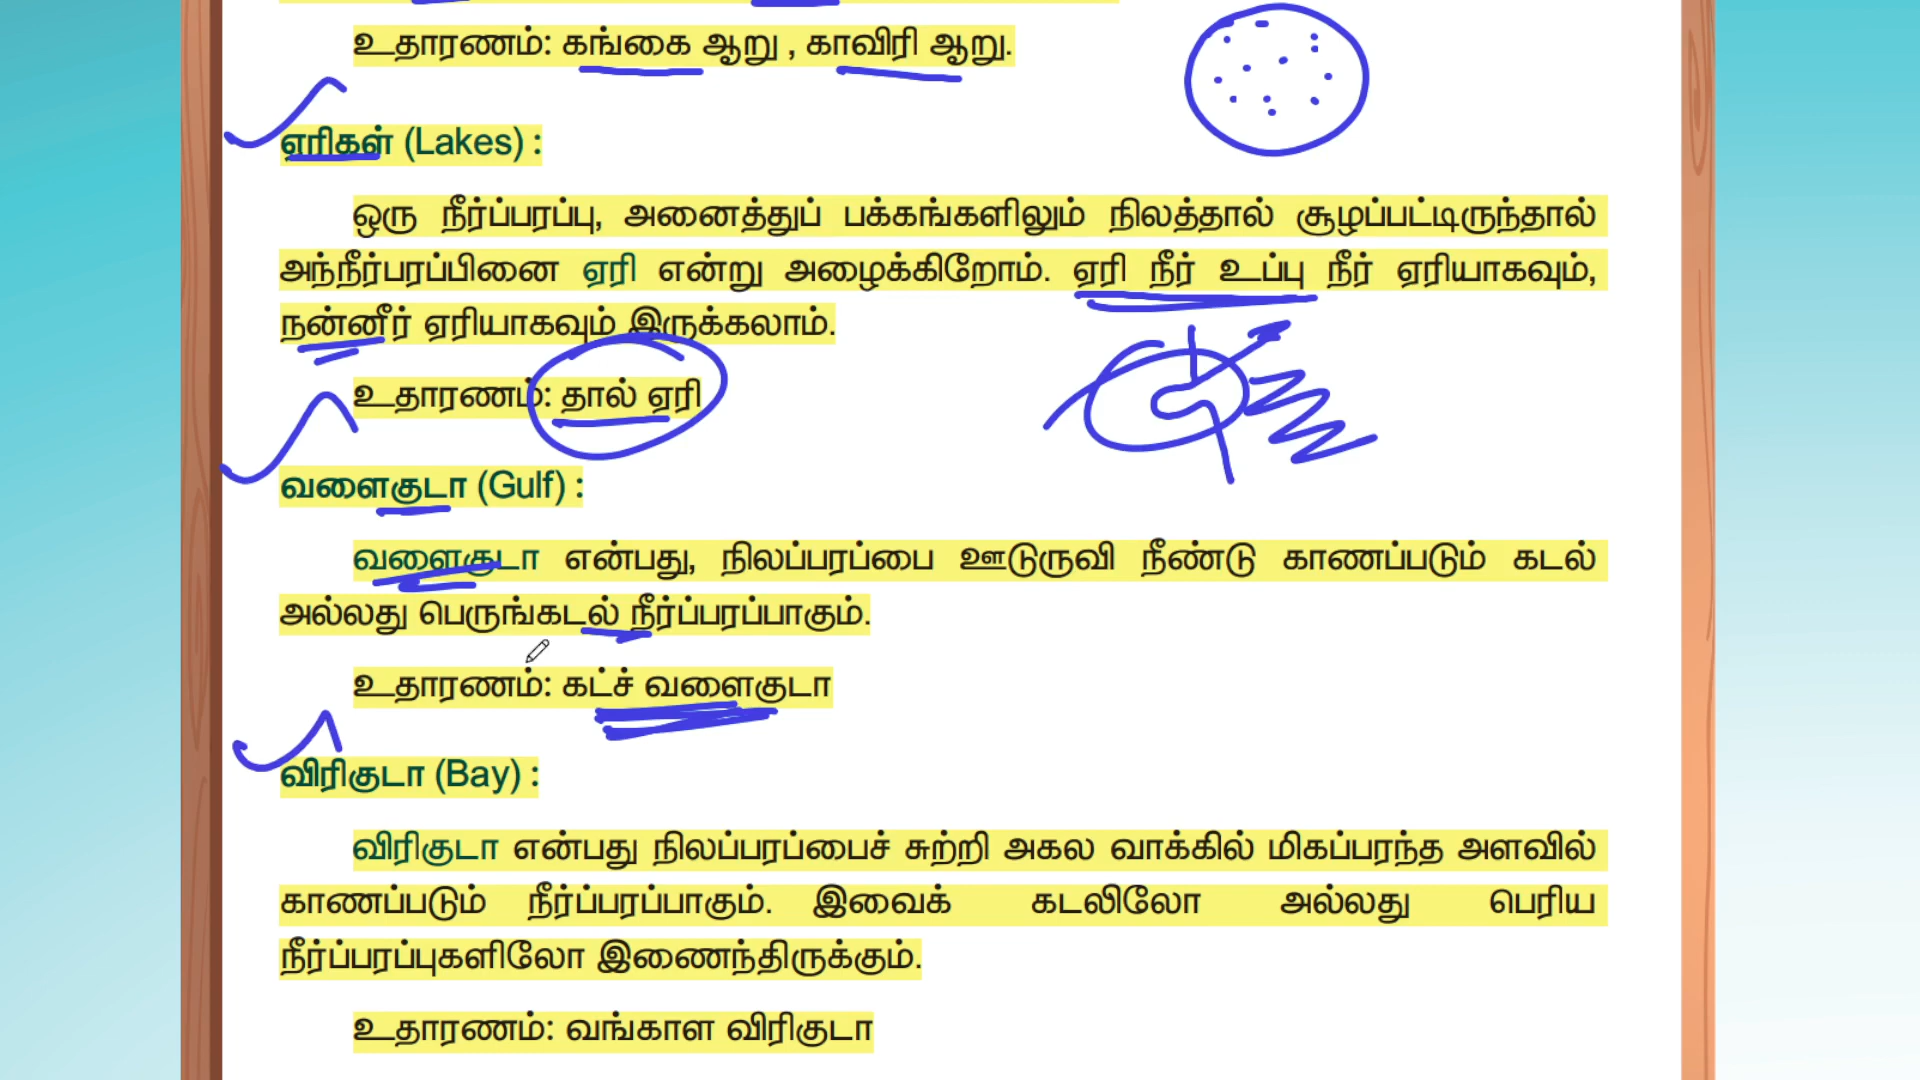 உதாரணம்: கங்கை ஆறு , காவிரி ஆறு.
ஏரிகள் (Lakes) :
ஒரு நீர்ப்பரப்பு, அனைத்துப் பக்கங்களிலும் நிலத்தால் சூழப்பட்டிருந்தால்
அந்நீர்பரப்பினை ஏரி என்று அழைக்கிறோம். ஏரி நீர் உப்பு நீர் ஏரியாகவும்,
நன்னீர் ஏரியாகவும் இருக்கலாம்.
உதாரணம்: தால் ஏரி
வளைகுடா (Gulf) :
வளைகுடா என்பது, நிலப்பரப்பை ஊடுருவி நீண்டு காணப்படும் கடல்
அல்லது பெருங்கடல் நீர்ப்பரப்பாகும்.
உதாரணம்: கட்ச் வளைகுடா
விரிகுடா (Bay) :
விரிகுடா என்பது நிலப்பரப்பைச் சுற்றி அகல வாக்கில் மிகப்பரந்த அளவில்
காணப்படும் நீர்ப்பரப்பாகும். இவைக் கடலிலோ அல்லது பெரிய
நீர்ப்பரப்புகளிலோ இணைந்திருக்கும்.
உதாரணம்: வங்காள விரிகுடா